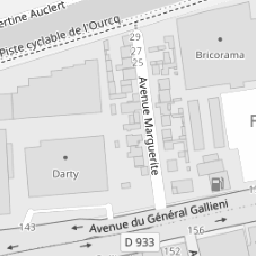 ertine Auclert
Piste cyclable de l'Ourcq
29
27
25
Bricorama
Avenue Marguerite
F
Darty
Avenue du Général Gallieni
143
D 933
156
152